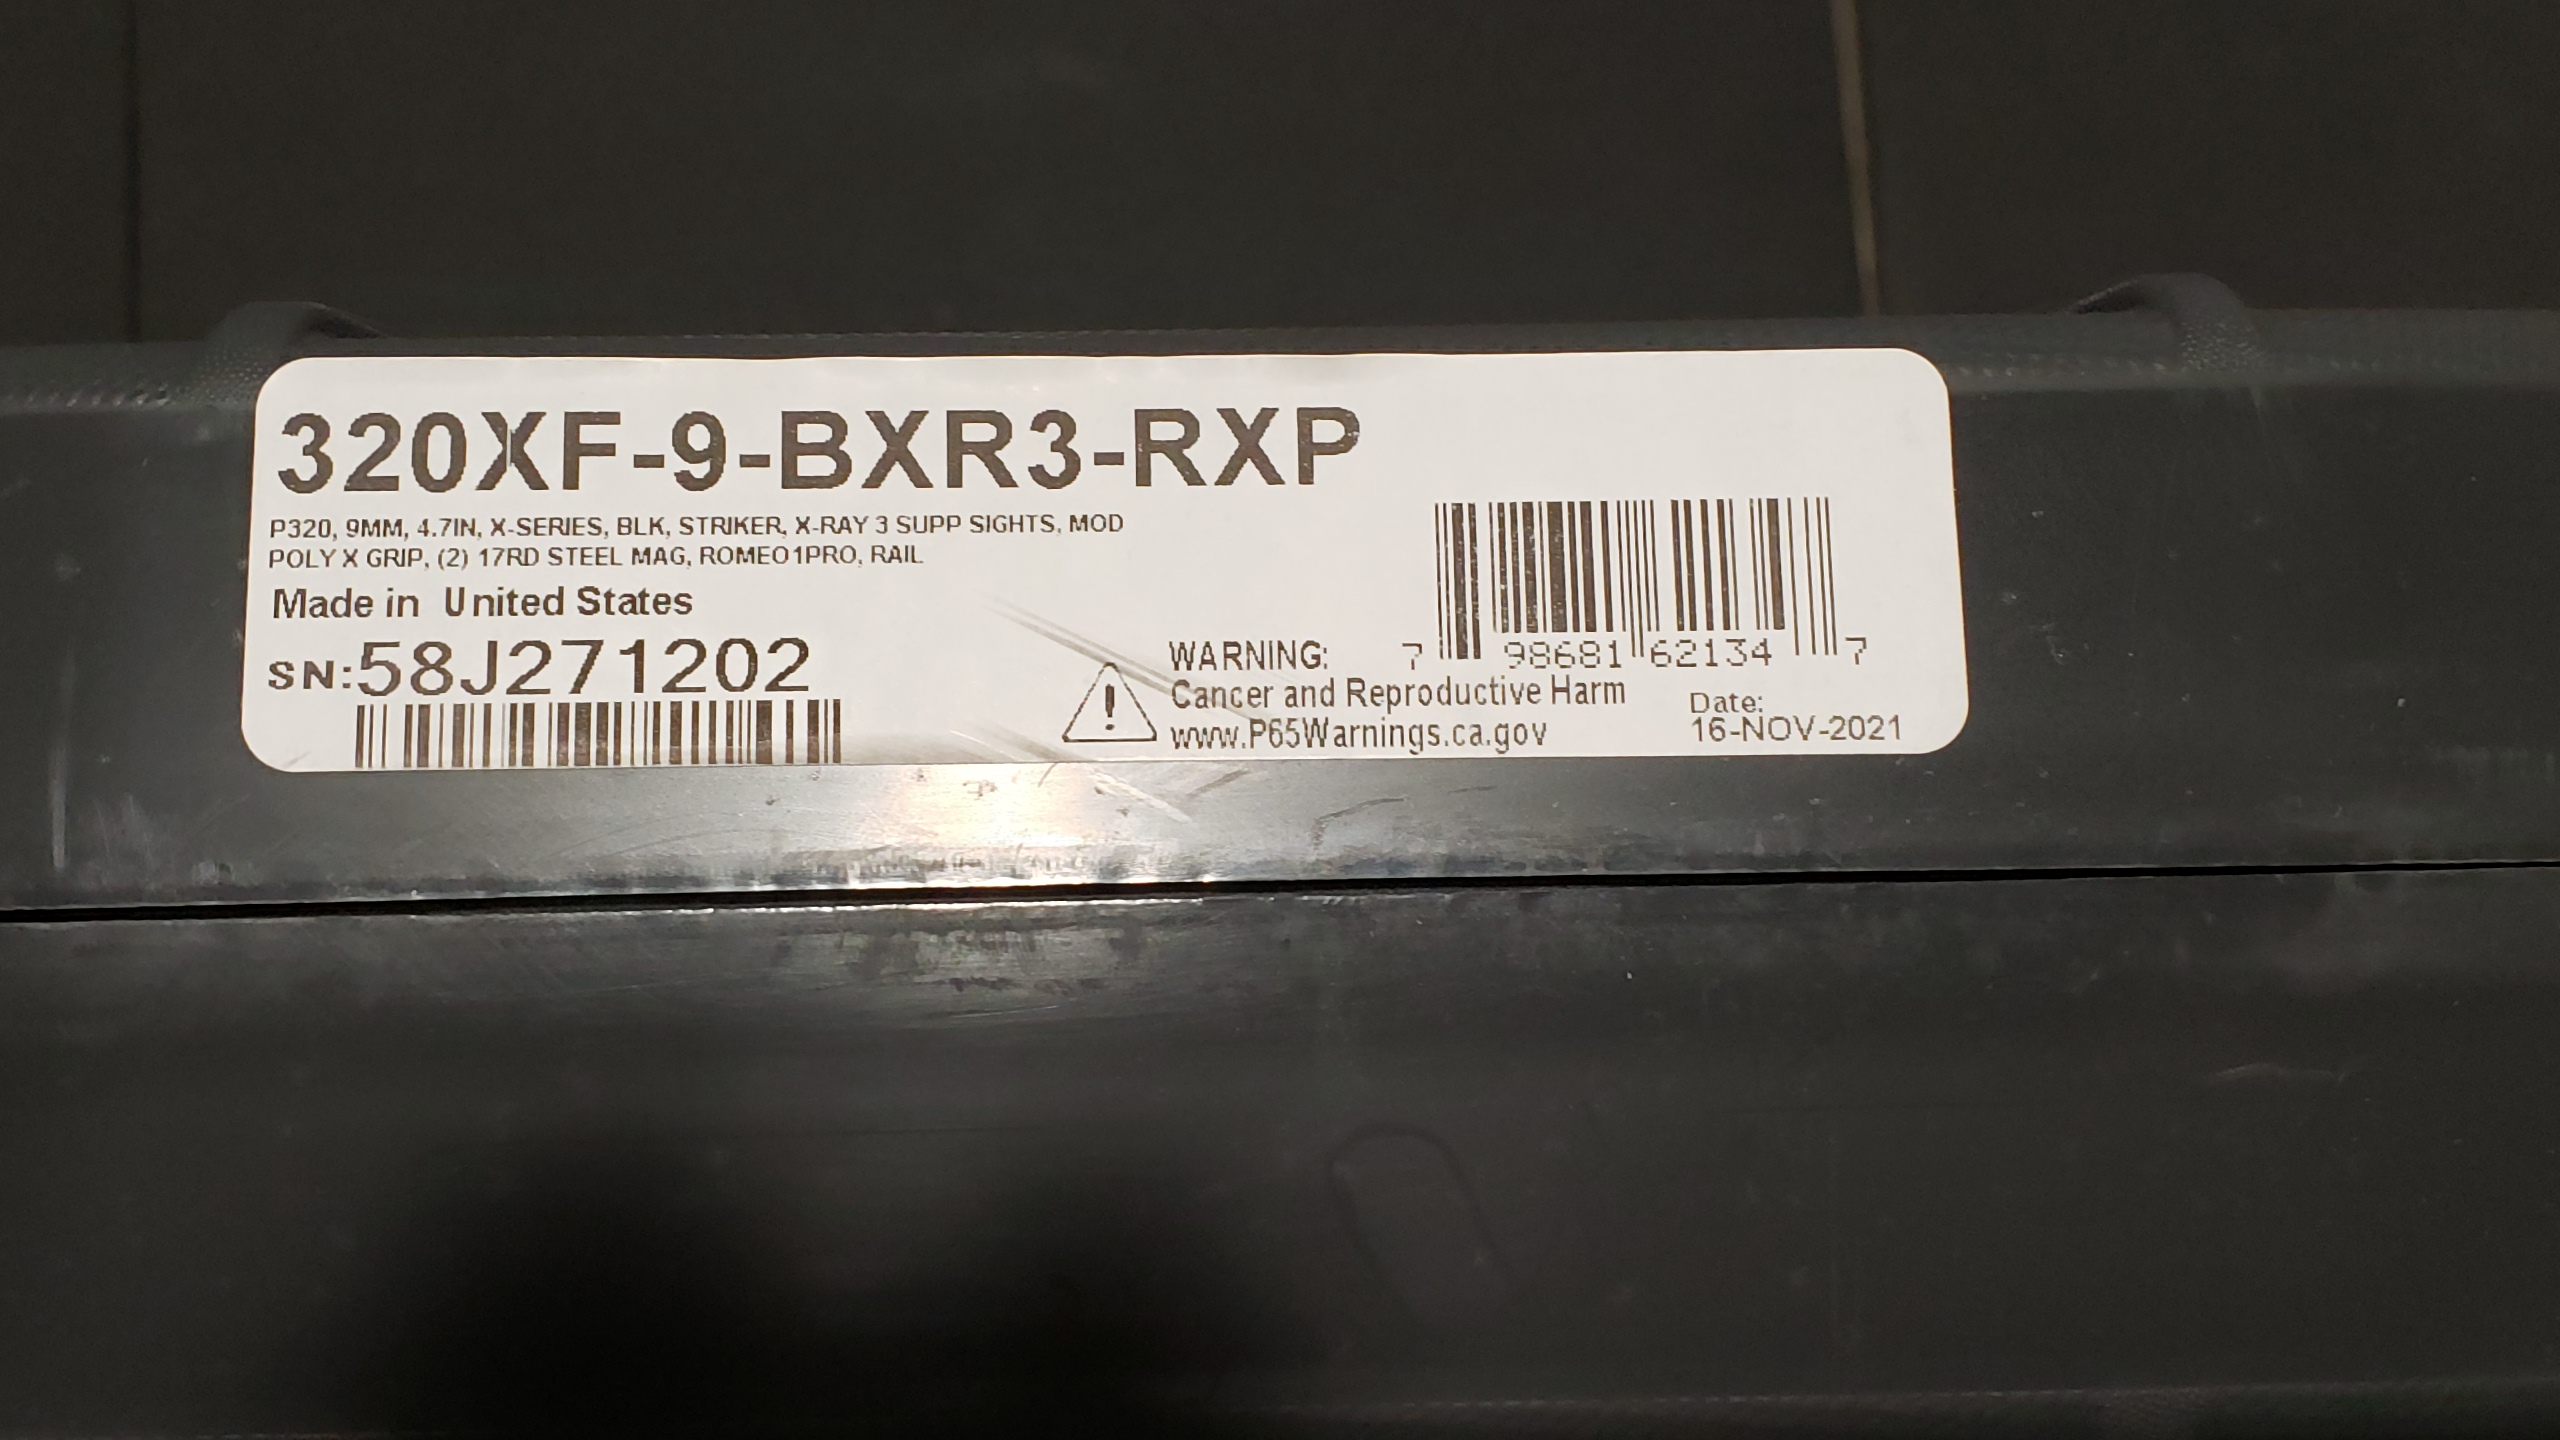 320XF-9-BXR3-RXP
P320, 9MM, 4.7IN, X-SERIES, BLK, STRIKER, X-RAY 3 SUPP SIGHTS, MOD
POLY X GRIP, (2) 17RD STEEL MAG, ROMEO1PRO, RAIL
Made in United States
SN:58J271202
7 98681 62134 7
WARNING:
Cancer and Reproductive Harm
www.P65Warnings.ca.gov
Date:
16-NOV-2021